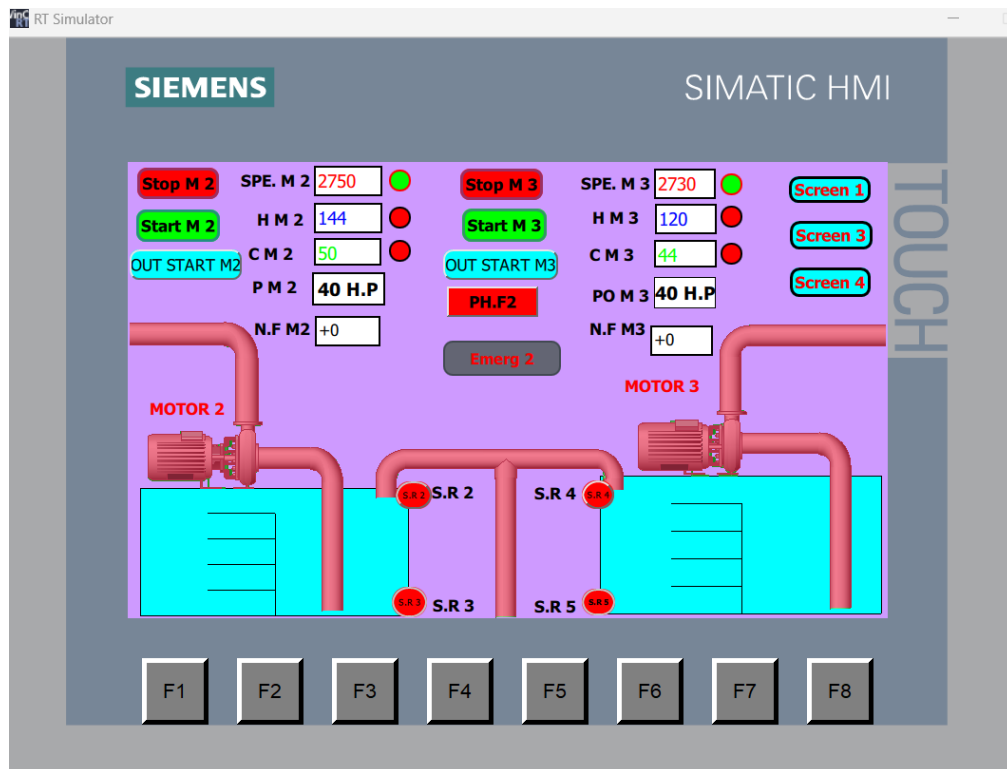 RT Simulator
SIEMENS
SIMATIC HMI
TOUCH
Stop M 2
SPE. M 2
2750
Stop M 3
SPE. M 3
2730
Screen 1
Start M 2
H M 2
144
Start M 3
H M 3
120
Screen 3
OUT START M2
C M 2
50
OUT START M3
C M 3
44
Screen 4
P M 2
40 H.P
PH.F2
PO M 3
40 H.P
N.F M2
+0
N.F M3
+0
Emerg 2
MOTOR 2
MOTOR 3
S.R 2
S.R 2
S.R 4
S.R 4
S.R 3
S.R 3
S.R 5
S.R 5
F1
F2
F3
F4
F5
F6
F7
F8